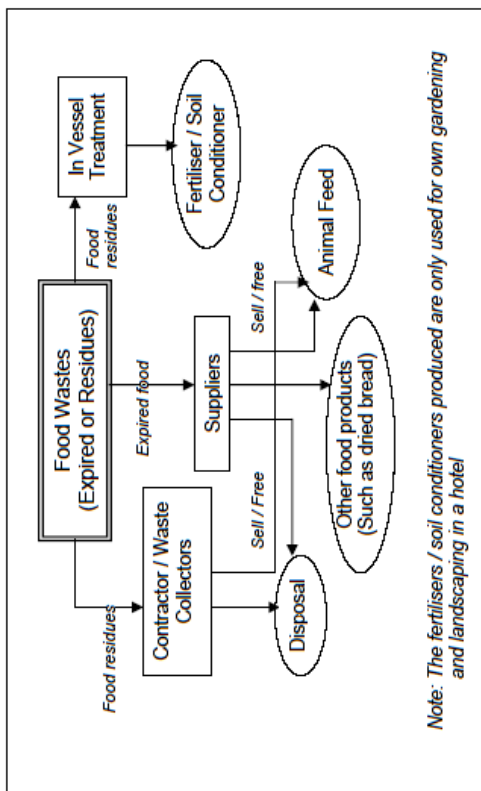 Food Wastes
(Expired or Residues)
Food residues
Expired food
Food
residues
Contractor / Waste
Collectors
Suppliers
In Vessel
Treatment
Sell / Free
Sell / free
Disposal
Other food products
(Such as dried bread)
Animal Feed
Fertiliser / Soil
Conditioner
Note: The fertilisers / soil conditioners produced are only used for own gardening
and landscaping in a hotel